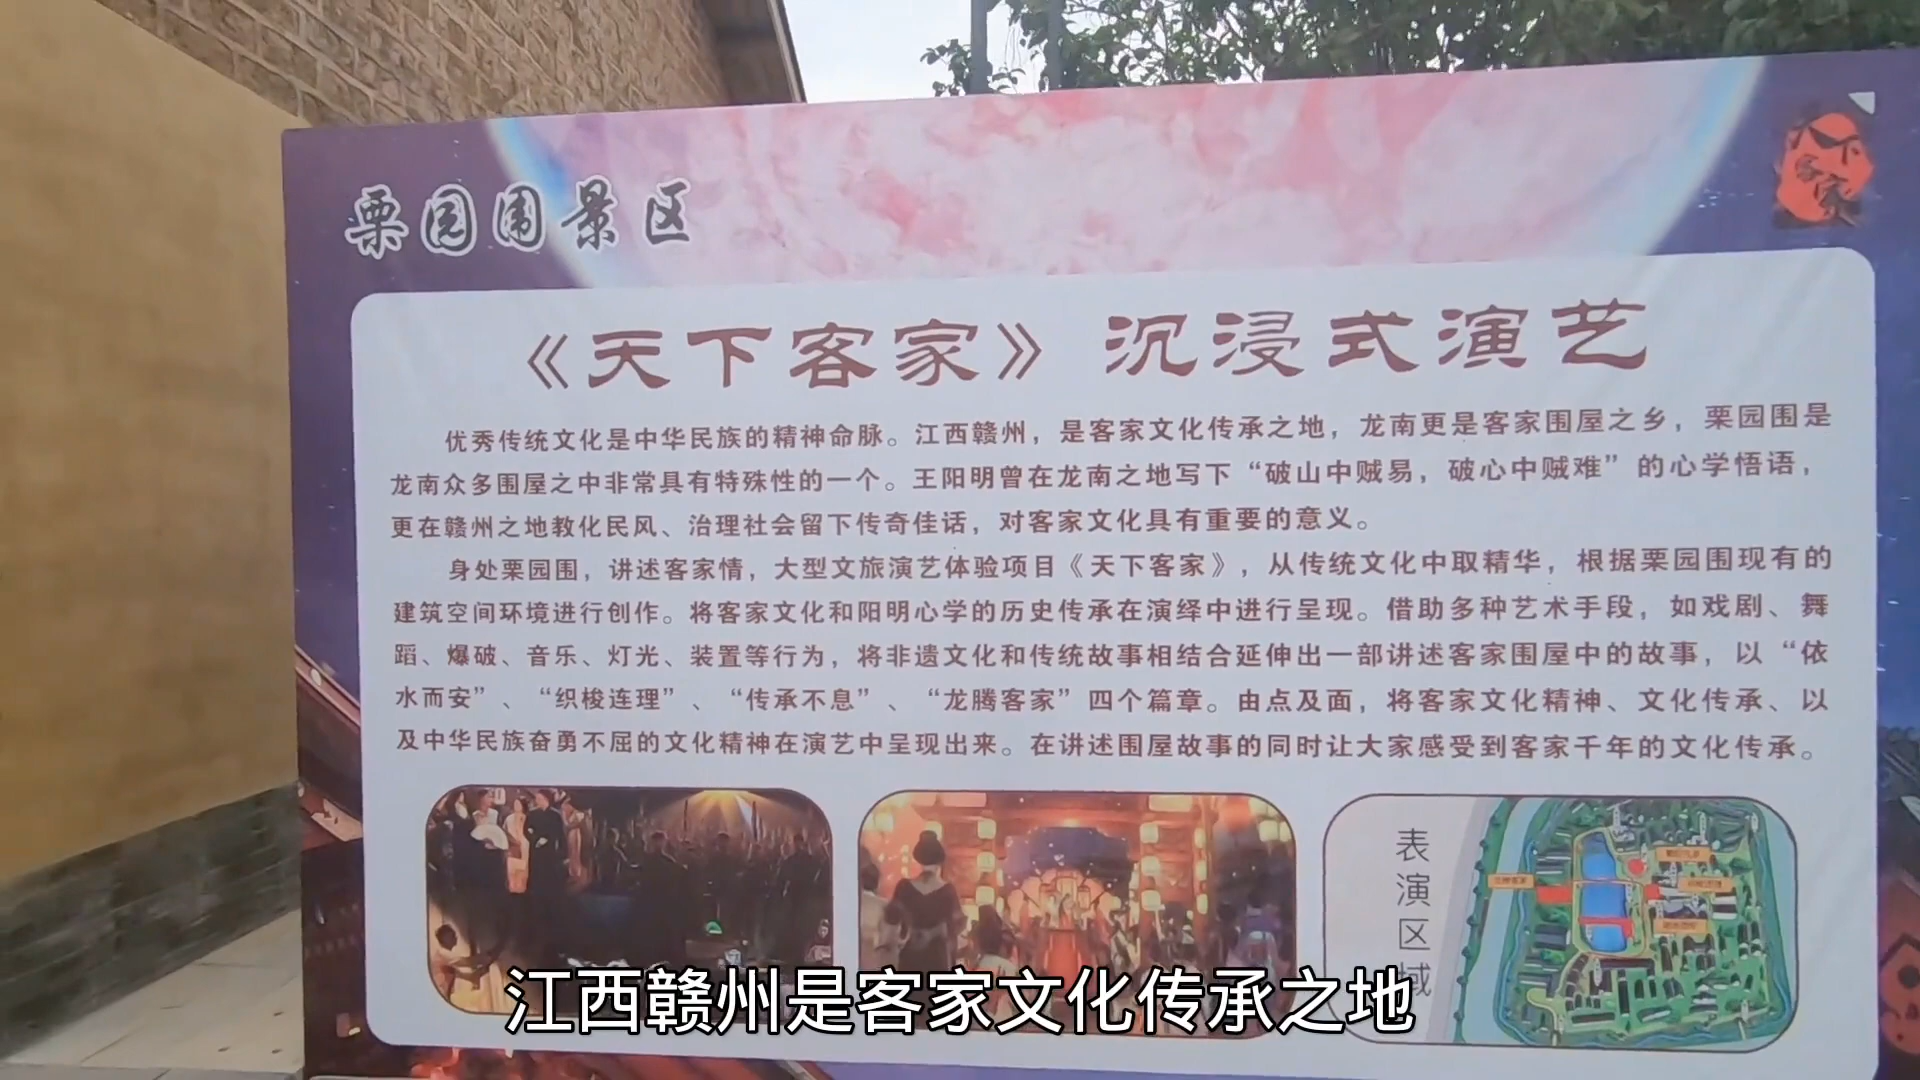 天下
客家
栗园围景区
《天下客家》沉浸式演艺
优秀传统文化是中华民族的精神命脉。江西赣州，是客家文化传承之地，龙南更是客家围屋之乡，栗园围是
龙南众多围屋之中非常具有特殊性的一个。王阳明曾在龙南之地写下“破山中贼易，破心中贼难”的心学悟语，
更在赣州之地教化民风、治理社会留下传奇佳话，对客家文化具有重要的意义。
身处栗园围，讲述客家情，大型文旅演艺体验项目《天下客家》，从传统文化中取精华，根据栗园围现有的
建筑空间环境进行创作。将客家文化和阳明心学的历史传承在演绎中进行呈现。借助多种艺术手段，如戏剧、舞
蹈、爆破、音乐、灯光、装置等行为，将非遗文化和传统故事相结合延伸出一部讲述客家围屋中的故事，以“依
水而安”、“织梭连理”、“传承不息”、“龙腾客家”四个篇章。由点及面，将客家文化精神、文化传承、以
及中华民族奋勇不屈的文化精神在演艺中呈现出来。在讲述围屋故事的同时让大家感受到客家千年的文化传承。
表演区域
江西赣州是客家文化传承之地